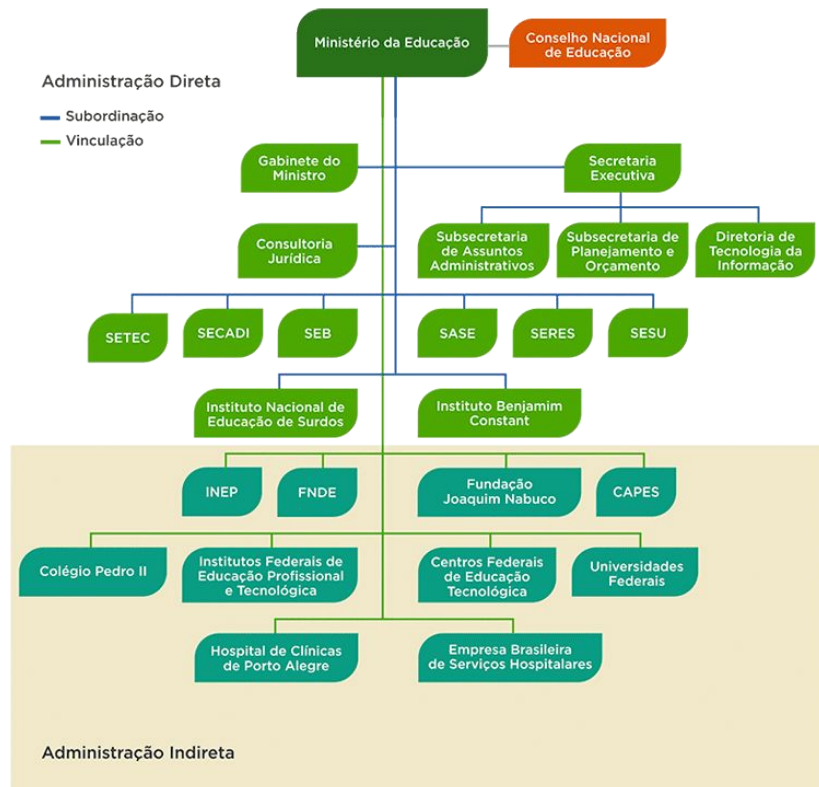 Ministério da Educação
Conselho Nacional
de Educação
Administração Direta
Subordinação
Vinculação
Gabinete do
Ministro
Secretaria
Executiva
Consultoria
Jurídica
Subsecretaria
de Assuntos
Administrativos
Subsecretaria de
Planejamento e
Orçamento
Diretoria de
Tecnologia da
Informação
SETEC
SECADI
SEB
SASE
SERES
SESU
Instituto Nacional de
Educação de Surdos
Instituto Benjamim
Constant
INEP
FNDE
Fundação
Joaquim Nabuco
CAPES
Colégio Pedro II
Institutos Federais de
Educação Profissional
e Tecnológica
Centros Federais
de Educação
Tecnológica
Universidades
Federais
Hospital de Clínicas
de Porto Alegre
Empresa Brasileira
de Serviços Hospitalares
Administração Indireta